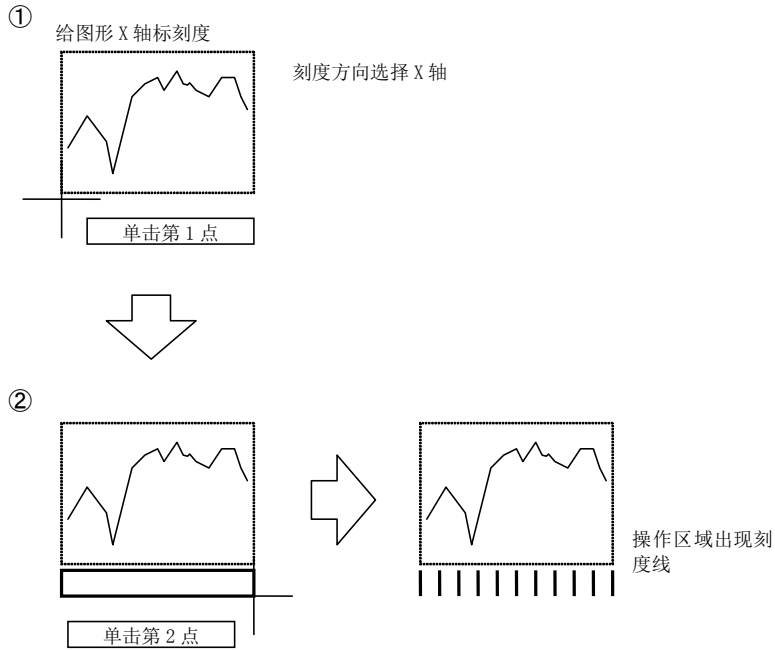 ①
给图形 X 轴标刻度
刻度方向选择 X 轴
单击第 1 点
②
操作区域出现刻
度线
单击第 2 点